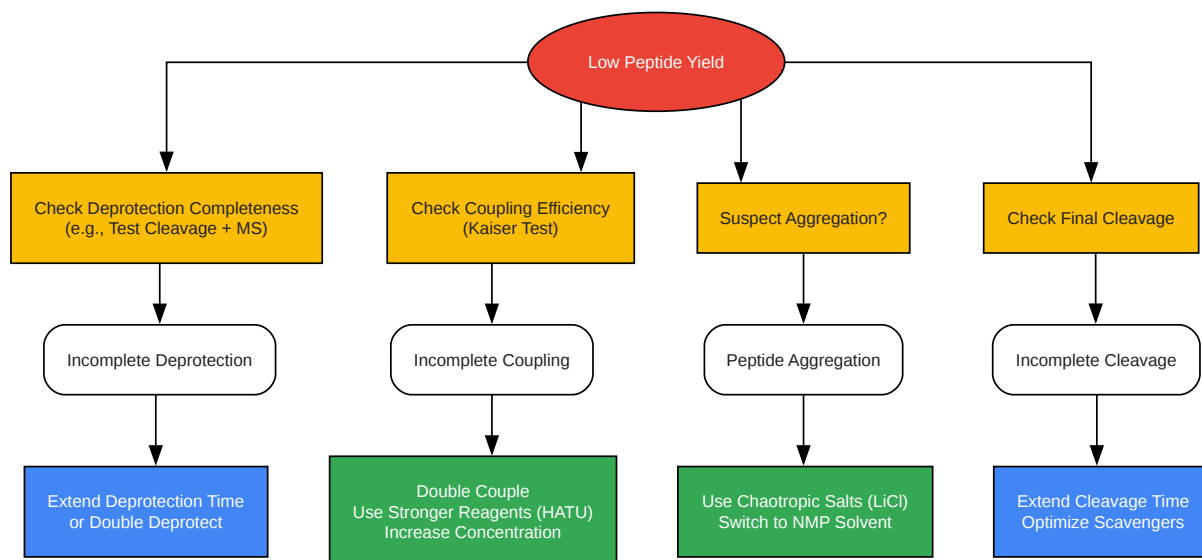 Low Peptide Yield
Check Deprotection Completeness
(e.g., Test Cleavage + MS)
Check Coupling Efficiency
(Kaiser Test)
Suspect Aggregation?
Check Final Cleavage
Incomplete Deprotection
Incomplete Coupling
Peptide Aggregation
Incomplete Cleavage
Extend Deprotection Time
or Double Deprotect
Double Couple
Use Stronger Reagents (HATU)
Increase Concentration
Use Chaotropic Salts (LiCl)
Switch to NMP Solvent
Extend Cleavage Time
Optimize Scavengers